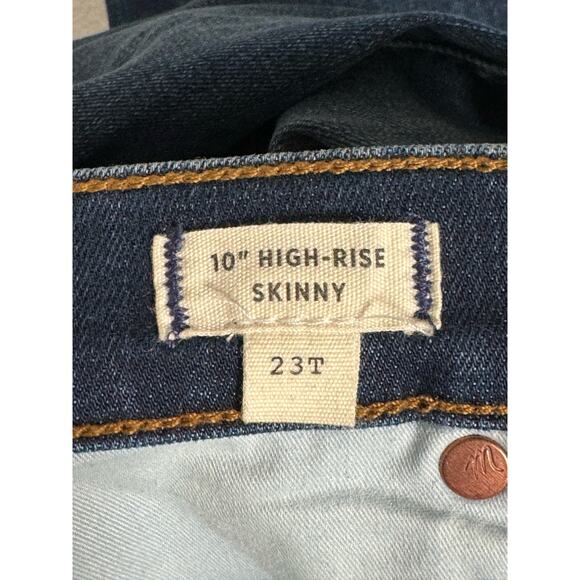 10" HIGH-RISE
SKINNY
23T
M